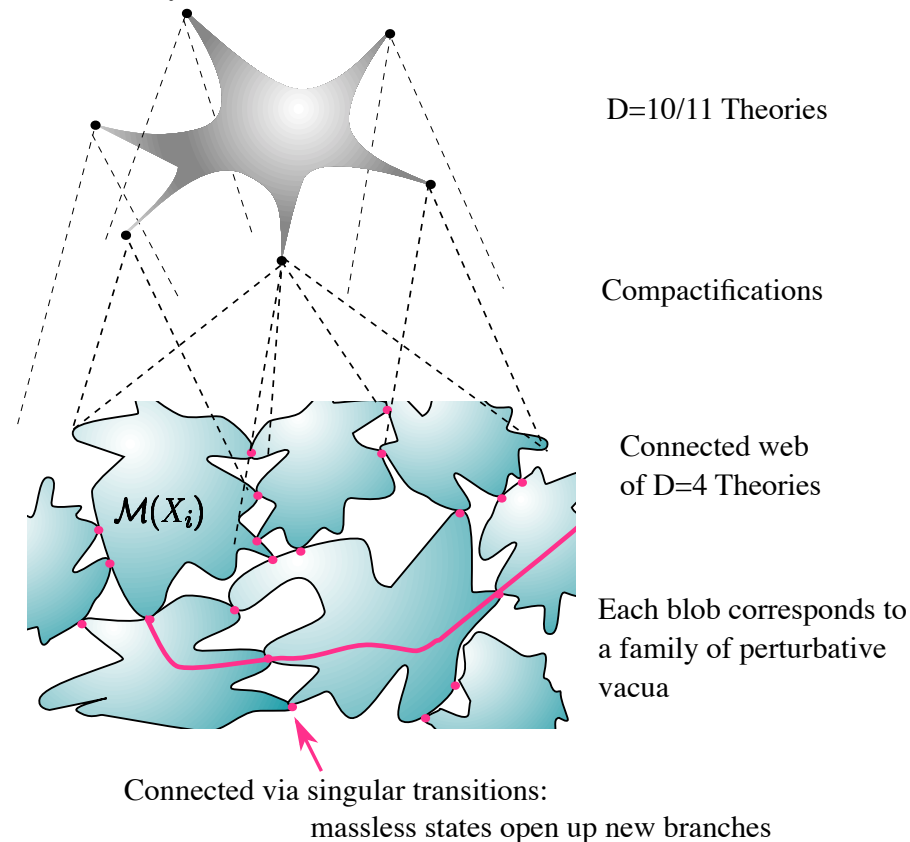 D=10/11 Theories
Compactifications
Connected web
of D=4 Theories
M(Xᵢ)
Each blob corresponds to
a family of perturbative
vacua
Connected via singular transitions:
massless states open up new branches